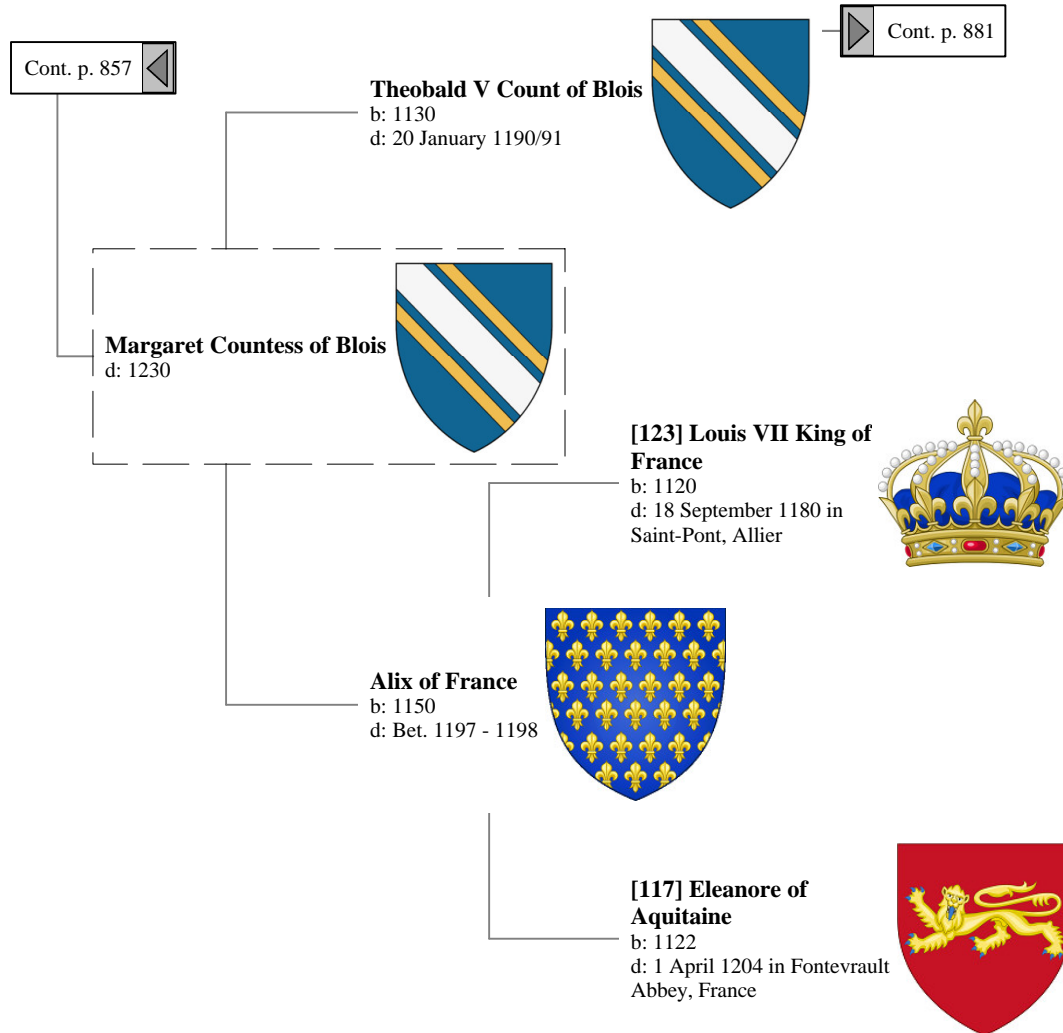 Cont. p. 857
Cont. p. 881
Theobald V Count of Blois
b: 1130
d: 20 January 1190/91
Margaret Countess of Blois
d: 1230
[123] Louis VII King of
France
b: 1120
d: 18 September 1180 in
Saint-Pont, Allier
Alix of France
b: 1150
d: Bet. 1197 - 1198
[117] Eleanore of
Aquitaine
b: 1122
d: 1 April 1204 in Fontevrault
Abbey, France